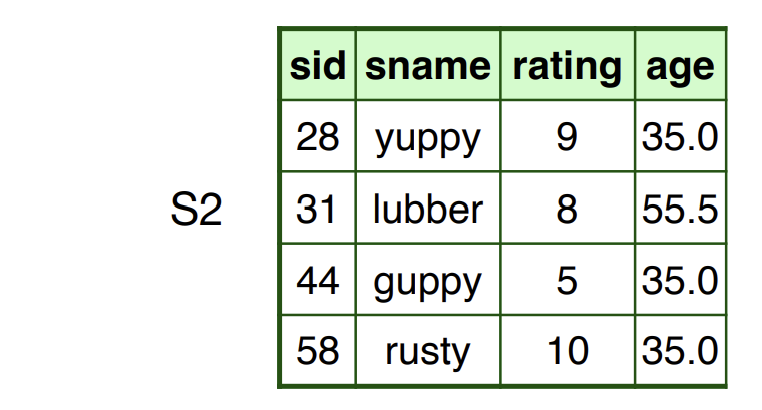 sid sname rating age
28 yuppy 9 35.0
S2 31 lubber 8 55.5
44 guppy 5 35.0
58 rusty 10 35.0